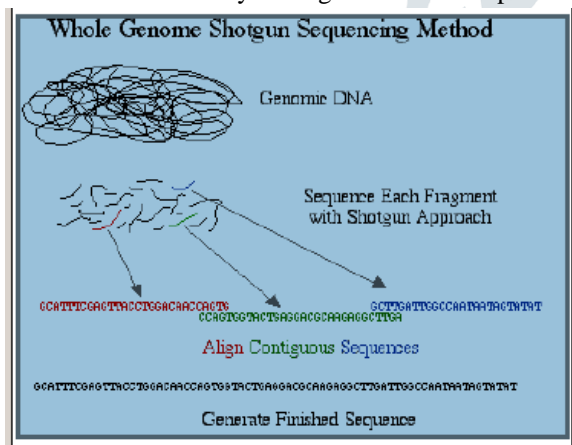 Whole Genome Shotgun Sequencing Method
Genomic DNA
Sequence Each Fragment
with Shotgun Approach
GCATTTCGAGTTACCTGGACAACCAGTG
GCTTGATTGGCCAATAATAGTATAT
CCAGTGGTACTGAGGACGCAAGAGGCTTGA
Align Contiguous Sequences
GCATTTCGAGTTACCTGGACAACCAGTGGTACTGAGGACGCAAGAGGCTTGATTGGCCAATAATAGTATAT
Generate Finished Sequence